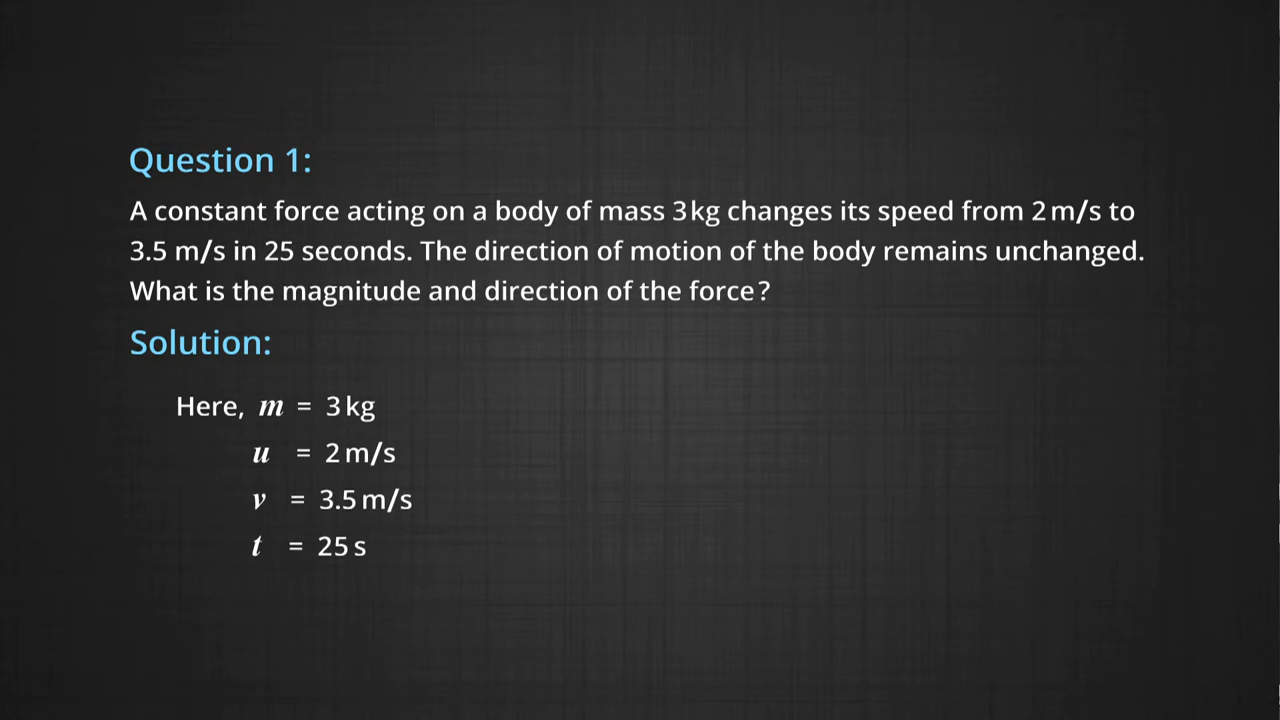 Question 1:
A constant force acting on a body of mass 3 kg changes its speed from 2 m/s to
3.5 m/s in 25 seconds. The direction of motion of the body remains unchanged.
What is the magnitude and direction of the force?
Solution:
Here, m = 3 kg
u = 2 m/s
v = 3.5 m/s
t = 25 s